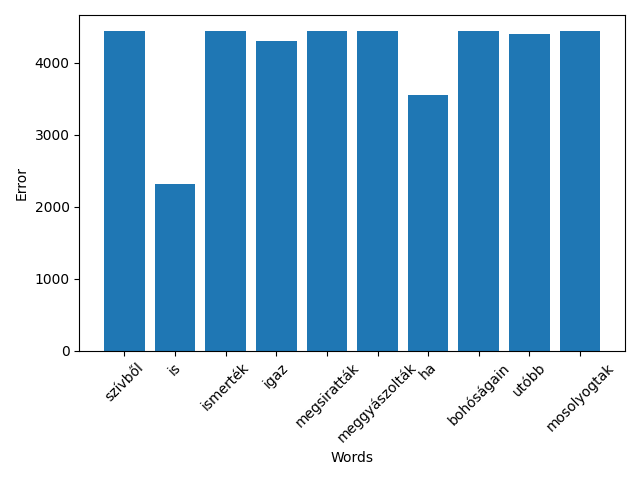 4000
3000
2000
1000
0
Error
szívből
is
ismerték
igaz
megsiratták
meggyászolták
ha
bohóságain
utóbb
mosolyogtak
Words